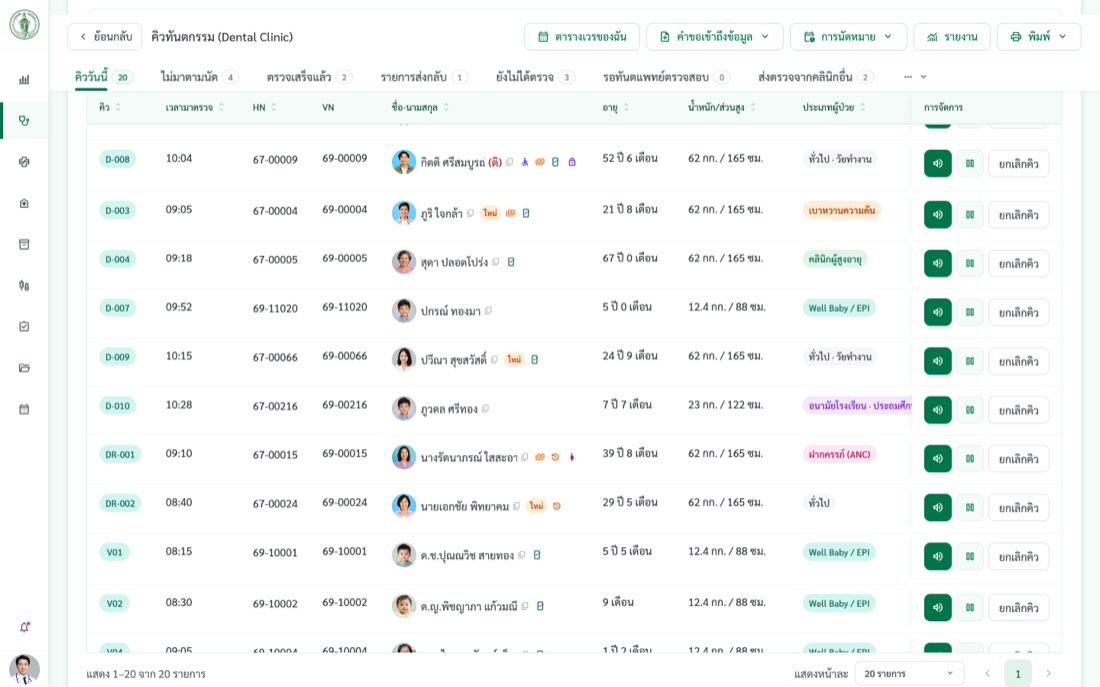 ย้อนกลับ คิวทันตกรรม (Dental Clinic) ตารางเวรของฉัน คำขอเข้าถึงข้อมูล การนัดหมาย รายงาน พิมพ์
คิววันนี้ 20 ไม่มาตามนัด 4 ตรวจเสร็จแล้ว 2 รายการส่งกลับ 1 ยังไม่ได้ตรวจ 3 รอทันตแพทย์ตรวจสอบ 0 ส่งตรวจจากคลินิกอื่น 2
คิว เวลามาตรวจ HN VN ชื่อ-นามสกุล อายุ น้ำหนัก/ส่วนสูง ประเภทผู้ป่วย การจัดการ
D-008 10:04 67-00009 69-00009 กิตติ ศรีสมบูรณ์ (ดิ) 52 ปี 6 เดือน 62 กก. / 165 ซม. ทั่วไป · วัยทำงาน ยกเลิกคิว
D-003 09:05 67-00004 69-00004 ภูริ ใจกล้า ใหม่ 21 ปี 8 เดือน 62 กก. / 165 ซม. เบาหวานความดัน ยกเลิกคิว
D-004 09:18 67-00005 69-00005 สุดา ปลอดโปร่ง 67 ปี 0 เดือน 62 กก. / 165 ซม. คลินิกผู้สูงอายุ ยกเลิกคิว
D-007 09:52 69-11020 69-11020 ปกรณ์ ทองมา 5 ปี 0 เดือน 12.4 กก. / 88 ซม. Well Baby / EPI ยกเลิกคิว
D-009 10:15 67-00066 69-00066 ปวีณา สุขสวัสดิ์ ใหม่ 24 ปี 9 เดือน 62 กก. / 165 ซม. ทั่วไป · วัยทำงาน ยกเลิกคิว
D-010 10:28 67-00216 69-00216 ภูวดล ศรีทอง 7 ปี 7 เดือน 23 กก. / 122 ซม. อนามัยโรงเรียน · ยกเลิกคิว
DR-001 09:10 67-00015 69-00015 นางรัตนาภรณ์ ใสสะอา 39 ปี 8 เดือน 62 กก. / 165 ซม. ฝากครรภ์ (ANC) ยกเลิกคิว
DR-002 08:40 67-00024 69-00024 นายเอกชัย พิทยาคม ใหม่ 29 ปี 5 เดือน 62 กก. / 165 ซม. ทั่วไป ยกเลิกคิว
V01 08:15 69-10001 69-10001 ด.ช.ปุณณวิช สายทอง 5 ปี 5 เดือน 12.4 กก. / 88 ซม. Well Baby / EPI ยกเลิกคิว
V02 08:30 69-10002 69-10002 ด.ญ.พิชญาภา แก้วมณี 9 เดือน 12.4 กก. / 88 ซม. Well Baby / EPI ยกเลิกคิว
แสดง 1–20 จาก 20 รายการ แสดงหน้าละ 20 รายการ 1